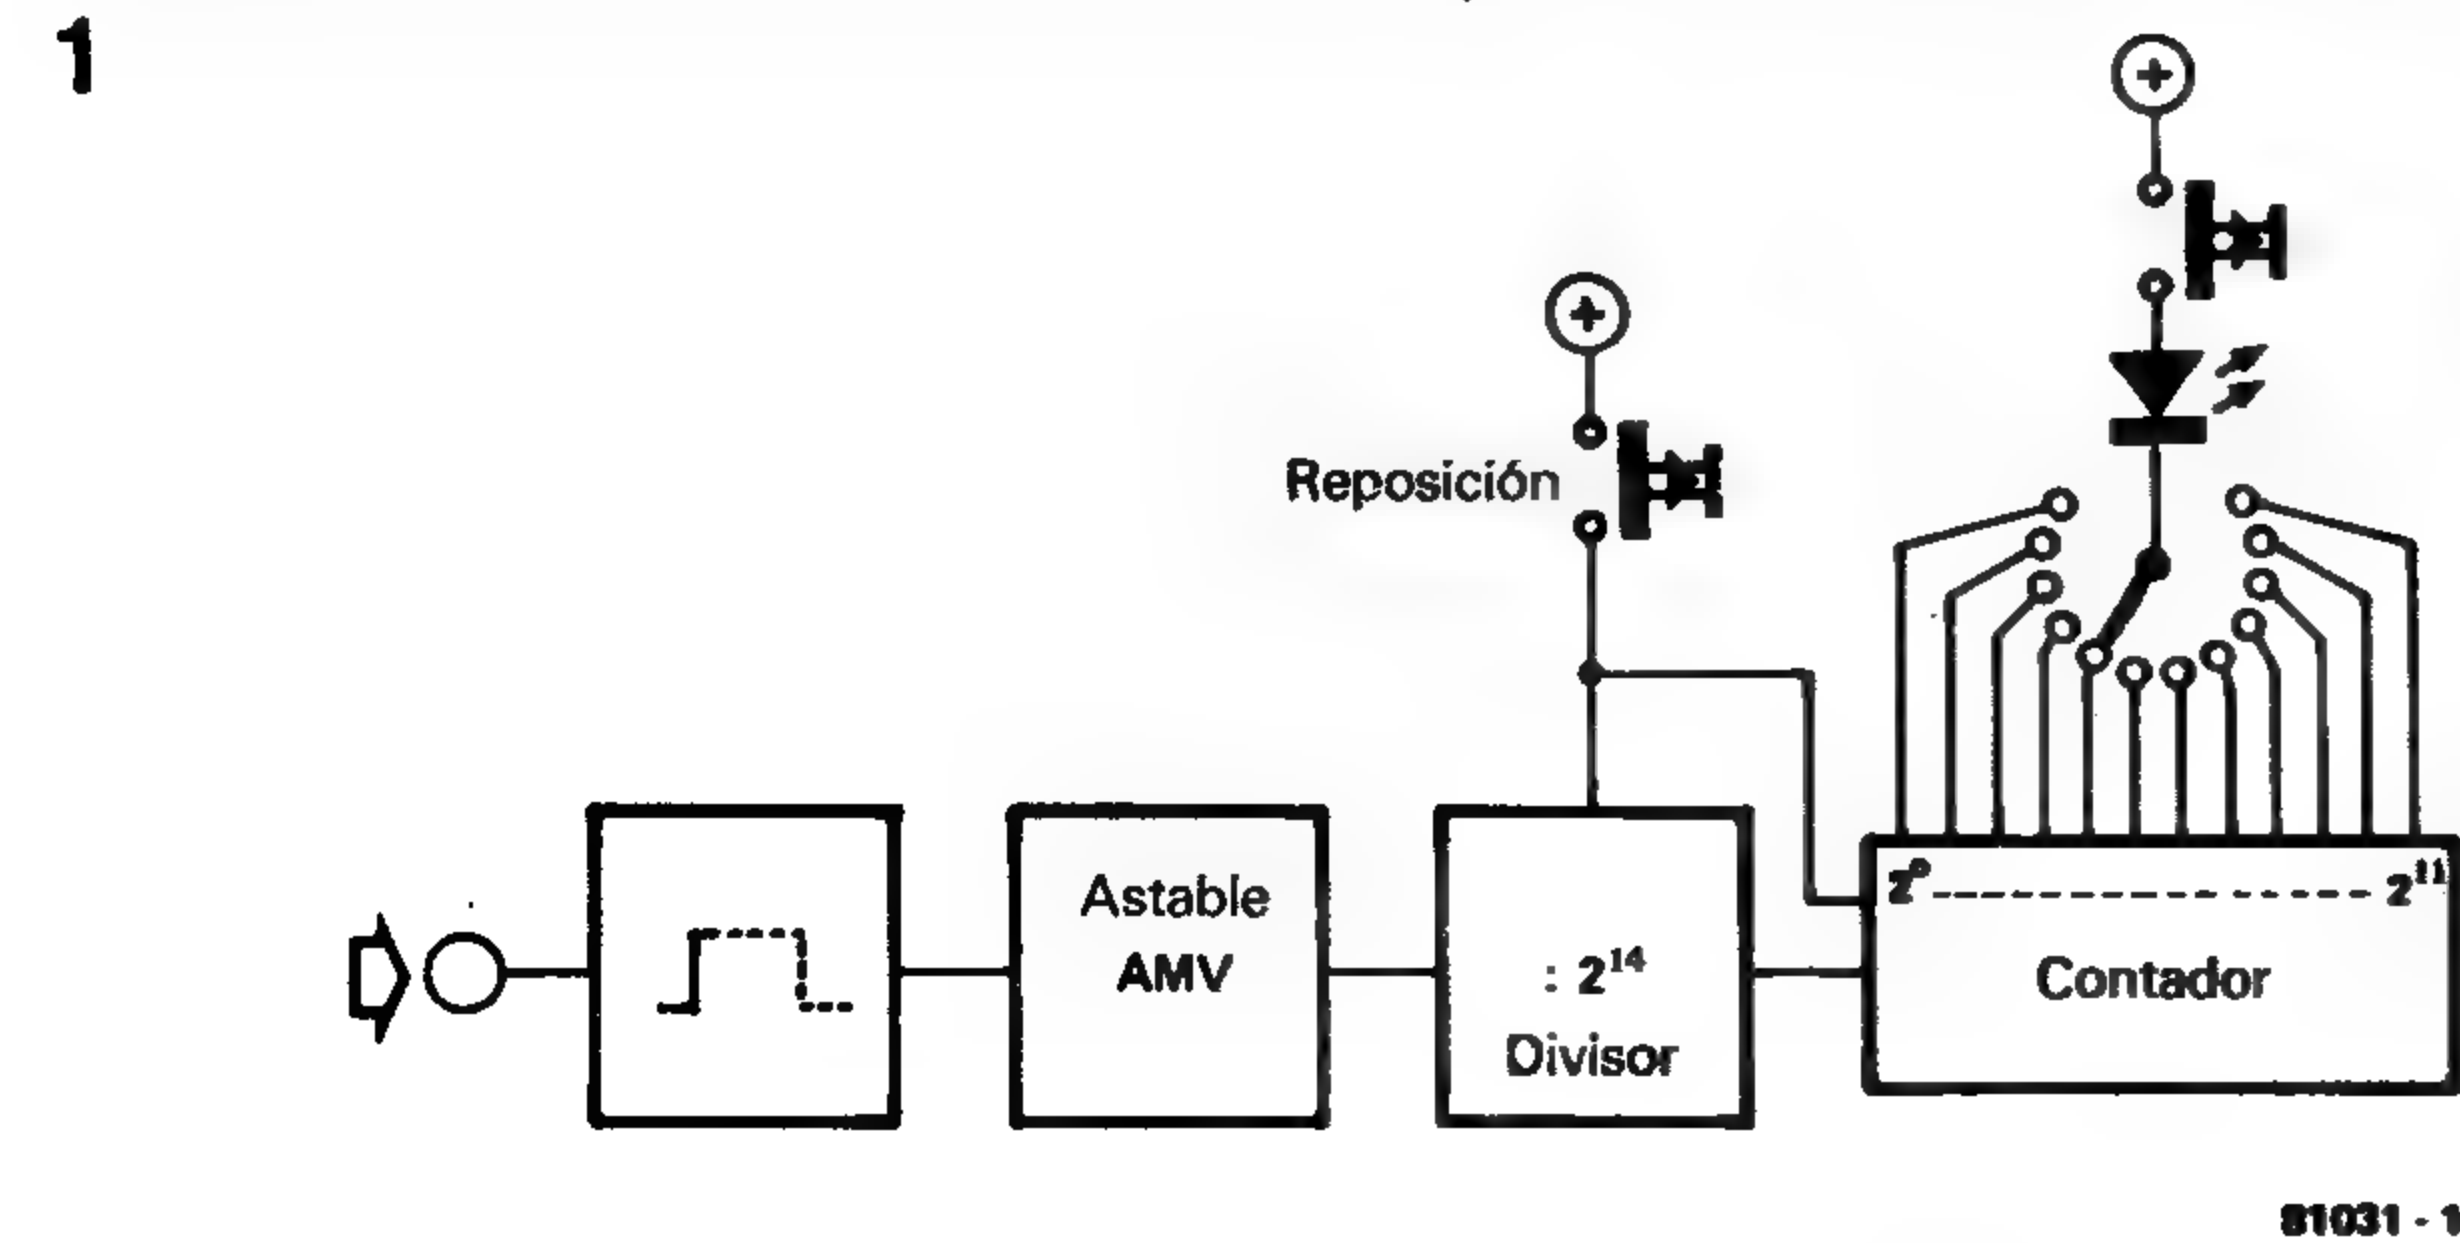 1
+
+
Reposición
Astable
AMV
: 2¹⁴
Divisor
2⁰ 2¹¹
Contador
81031 - 1